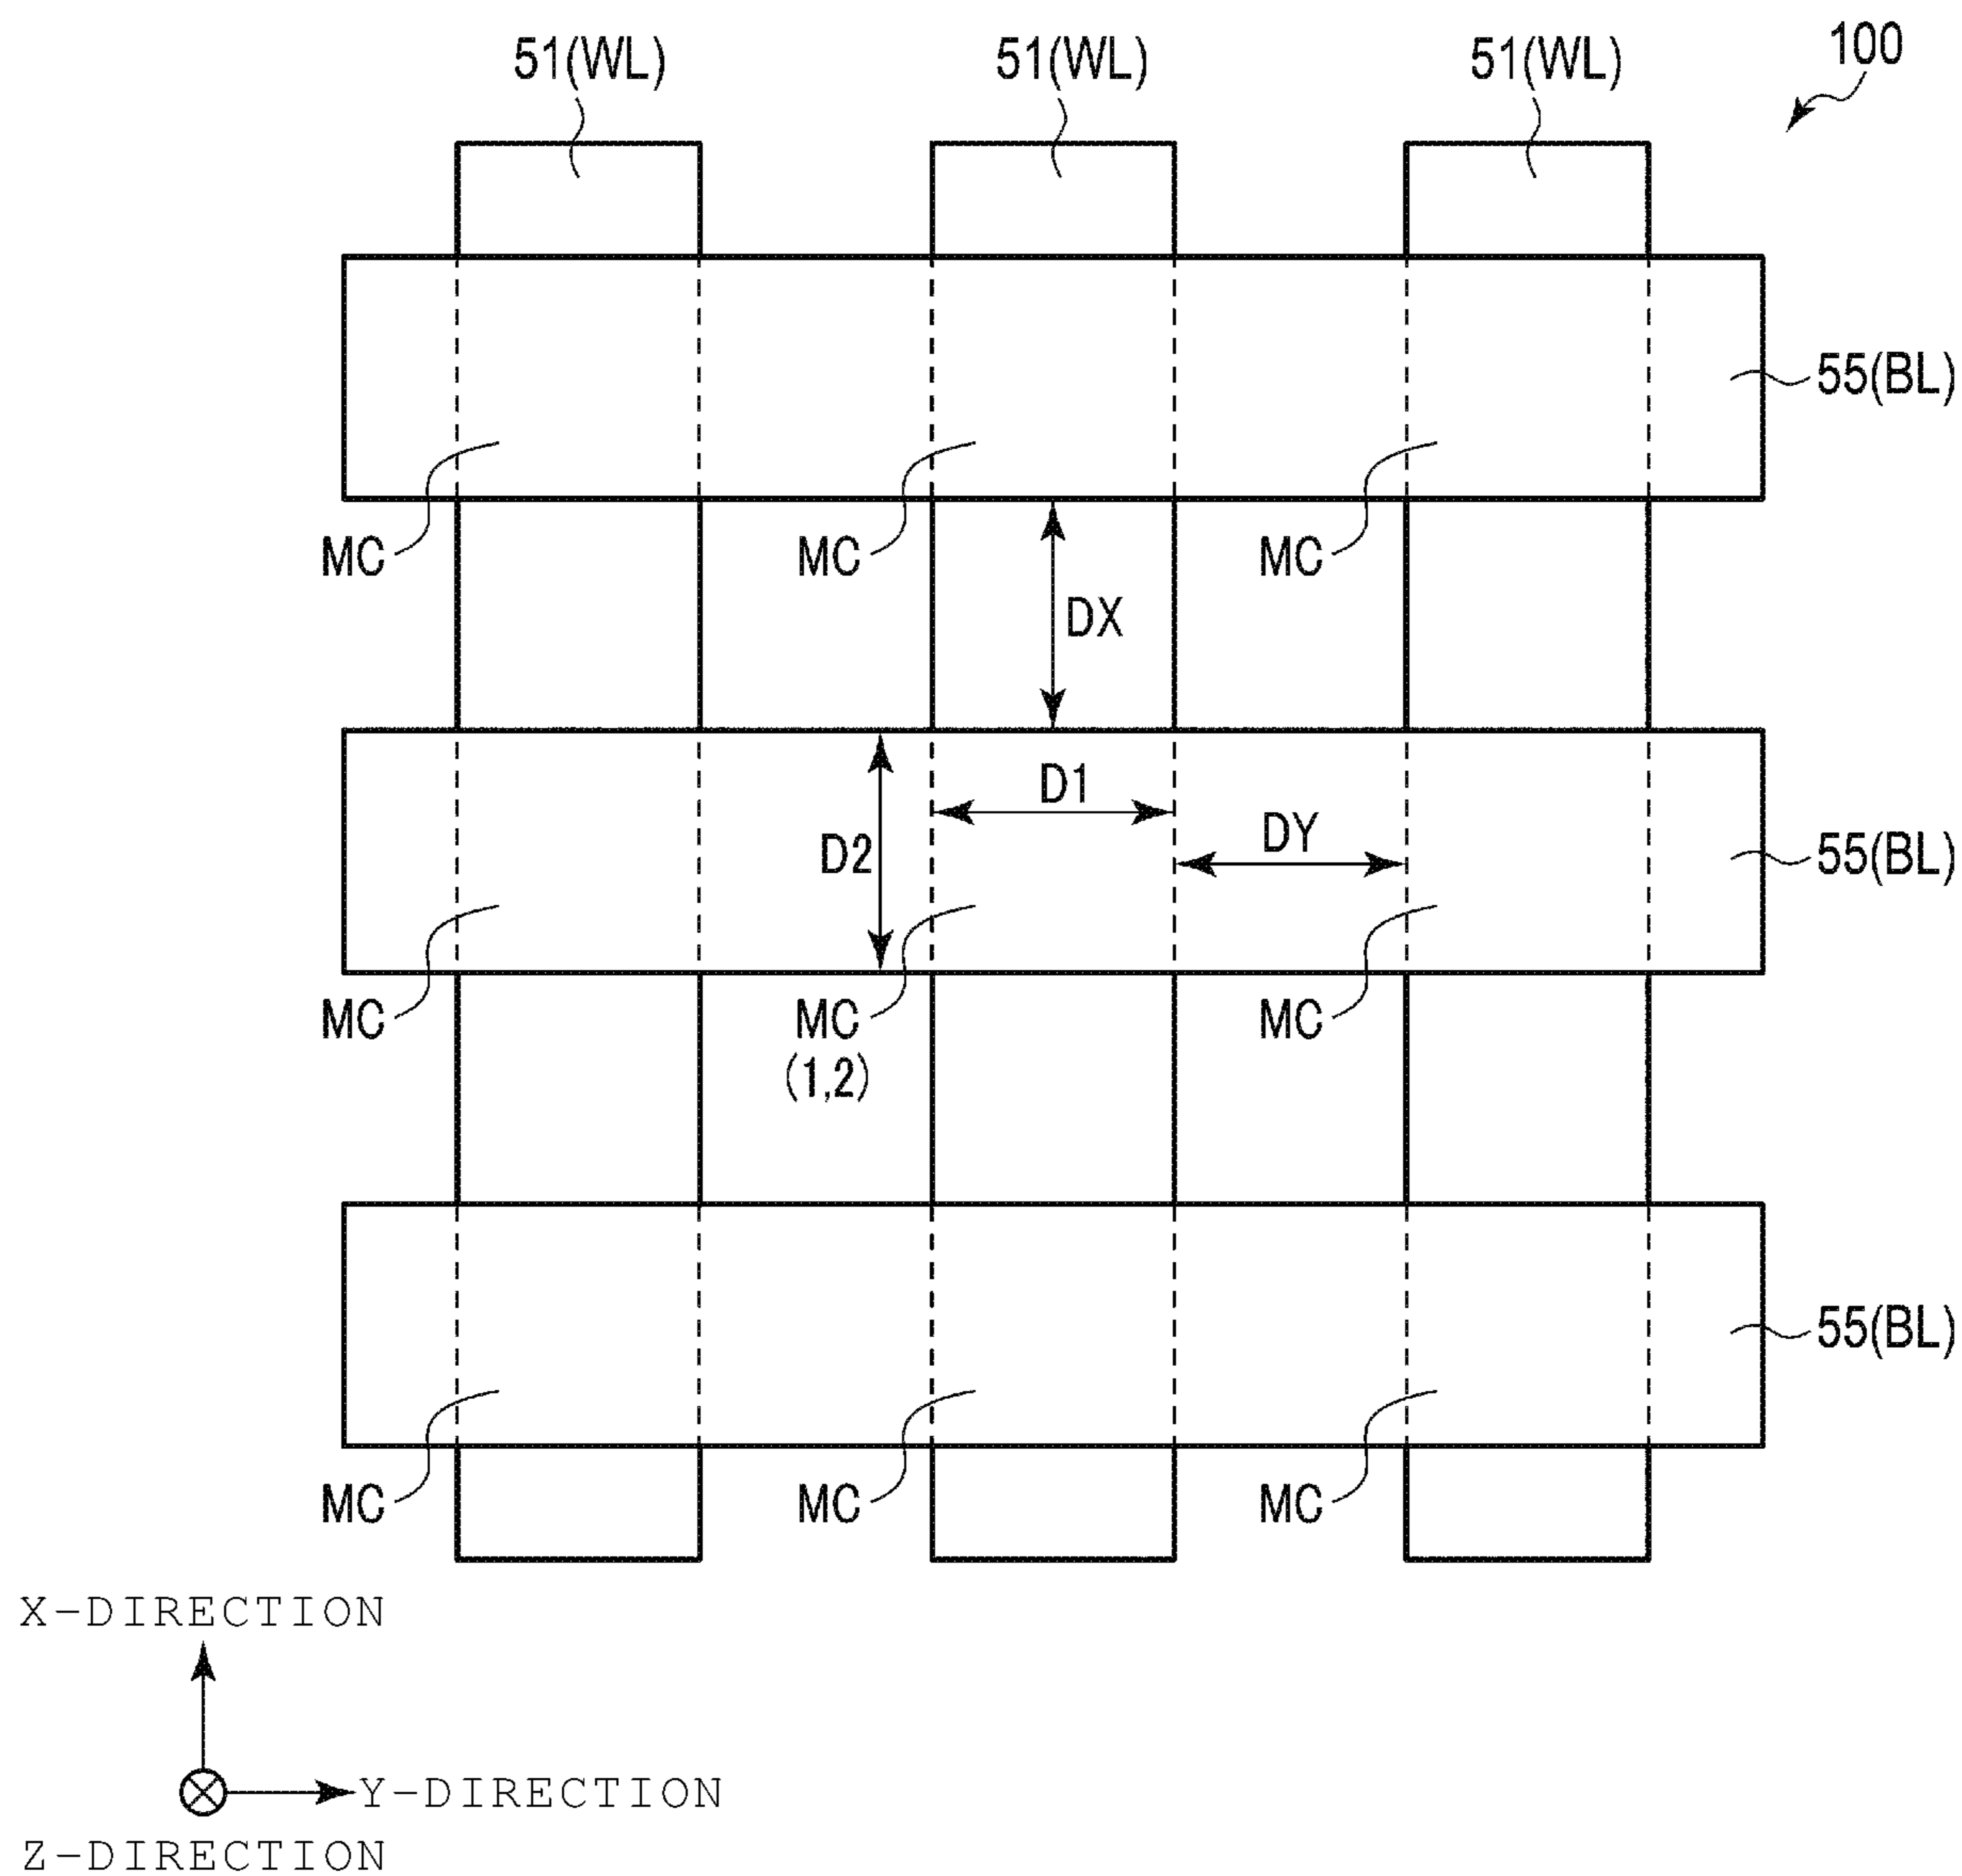 100
51(WL) 51(WL) 51(WL)
55(BL)
MC MC MC
DX
D1
DY
D2
55(BL)
MC MC MC
(1,2)
55(BL)
MC MC MC
X-DIRECTION
Y-DIRECTION
Z-DIRECTION